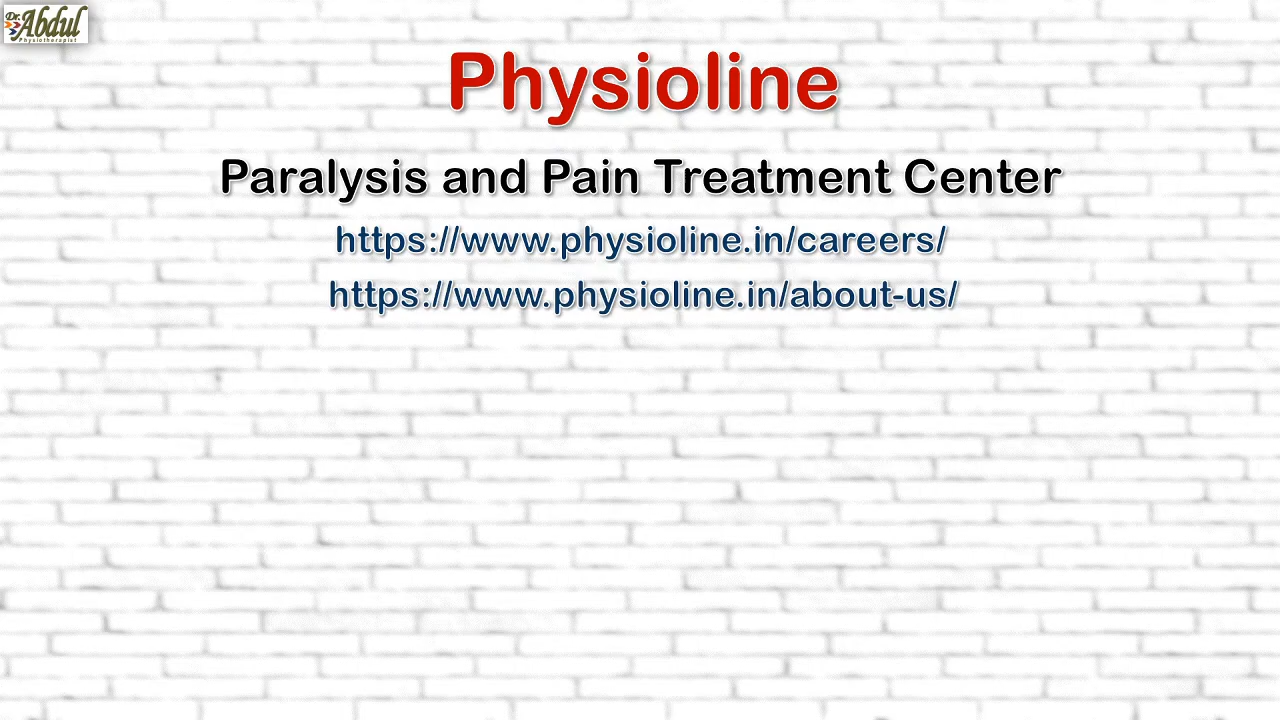 Dr.
Abdul
Physiotherapist
Physioline
Paralysis and Pain Treatment Center
https://www.physioline.in/careers/
https://www.physioline.in/about-us/